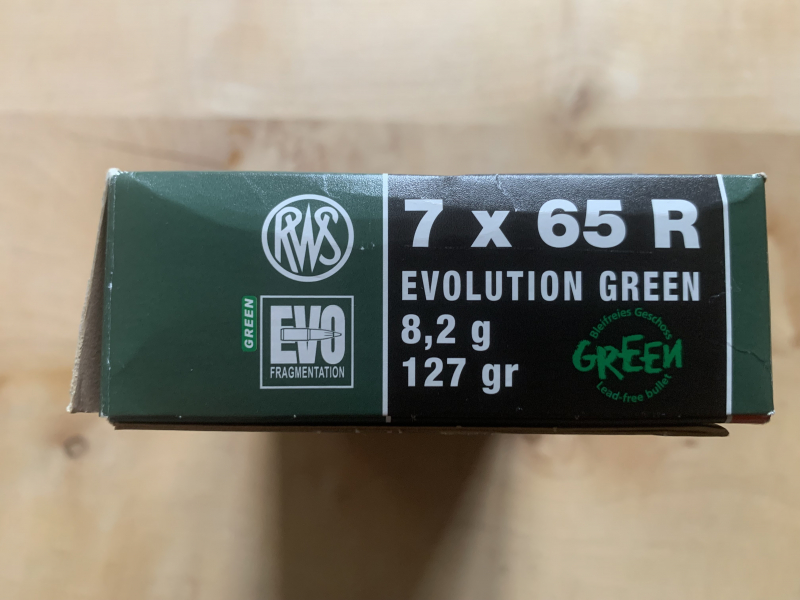 RWS
GREEN
EVO
FRAGMENTATION
7 x 65 R
EVOLUTION GREEN
8,2 g
127 gr
Bleifreies Geschoss
GREEN
Lead-free bullet